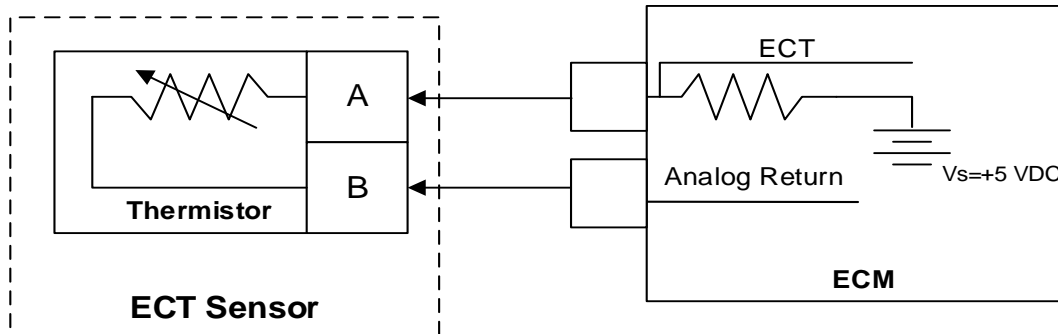 ECT
A
B
Thermistor
Analog Return
Vs=+5 VDC
ECM
ECT Sensor